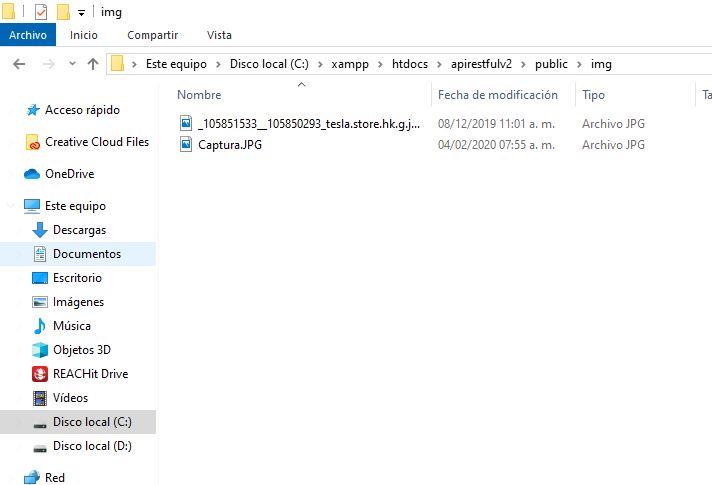 img
Archivo Inicio Compartir Vista
Este equipo > Disco local (C:) > xampp > htdocs > apirestfulv2 > public > img
Nombre Fecha de modificación Tipo Ta
_105851533__105850293_tesla.store.hk.g.j... 08/12/2019 11:01 a. m. Archivo JPG
Captura.JPG 04/02/2020 07:55 a. m. Archivo JPG
Acceso rápido
Creative Cloud Files
OneDrive
Este equipo
Descargas
Documentos
Escritorio
Imágenes
Música
Objetos 3D
REACHit Drive
Vídeos
Disco local (C:)
Disco local (D:)
Red